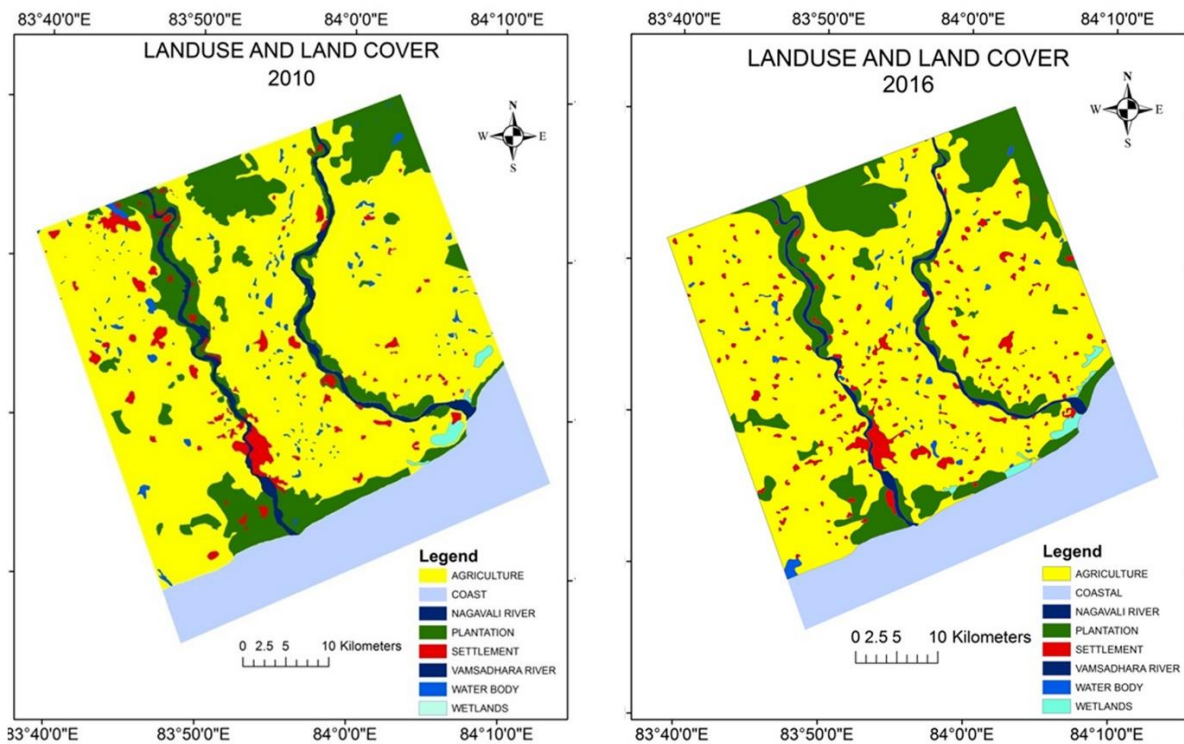 83°40'0"E 83°50'0"E 84°0'0"E 84°10'0"E
LANDUSE AND LAND COVER
2010
N
W E
S
Legend
AGRICULTURE
COAST
NAGAVALI RIVER
PLANTATION
SETTLEMENT
VAMSADHARA RIVER
WATER BODY
WETLANDS
0 2.5 5 10 Kilometers
33°40'0"E 83°50'0"E 84°0'0"E 84°10'0"E
83°40'0"E 83°50'0"E 84°0'0"E 84°10'0"E
LANDUSE AND LAND COVER
2016
N
W E
S
Legend
AGRICULTURE
COASTAL
NAGAVALI RIVER
PLANTATION
SETTLEMENT
VAMSADHARA RIVER
WATER BODY
WETLANDS
0 2.5 5 10 Kilometers
83°40'0"E 83°50'0"E 84°0'0"E 84°10'0"E